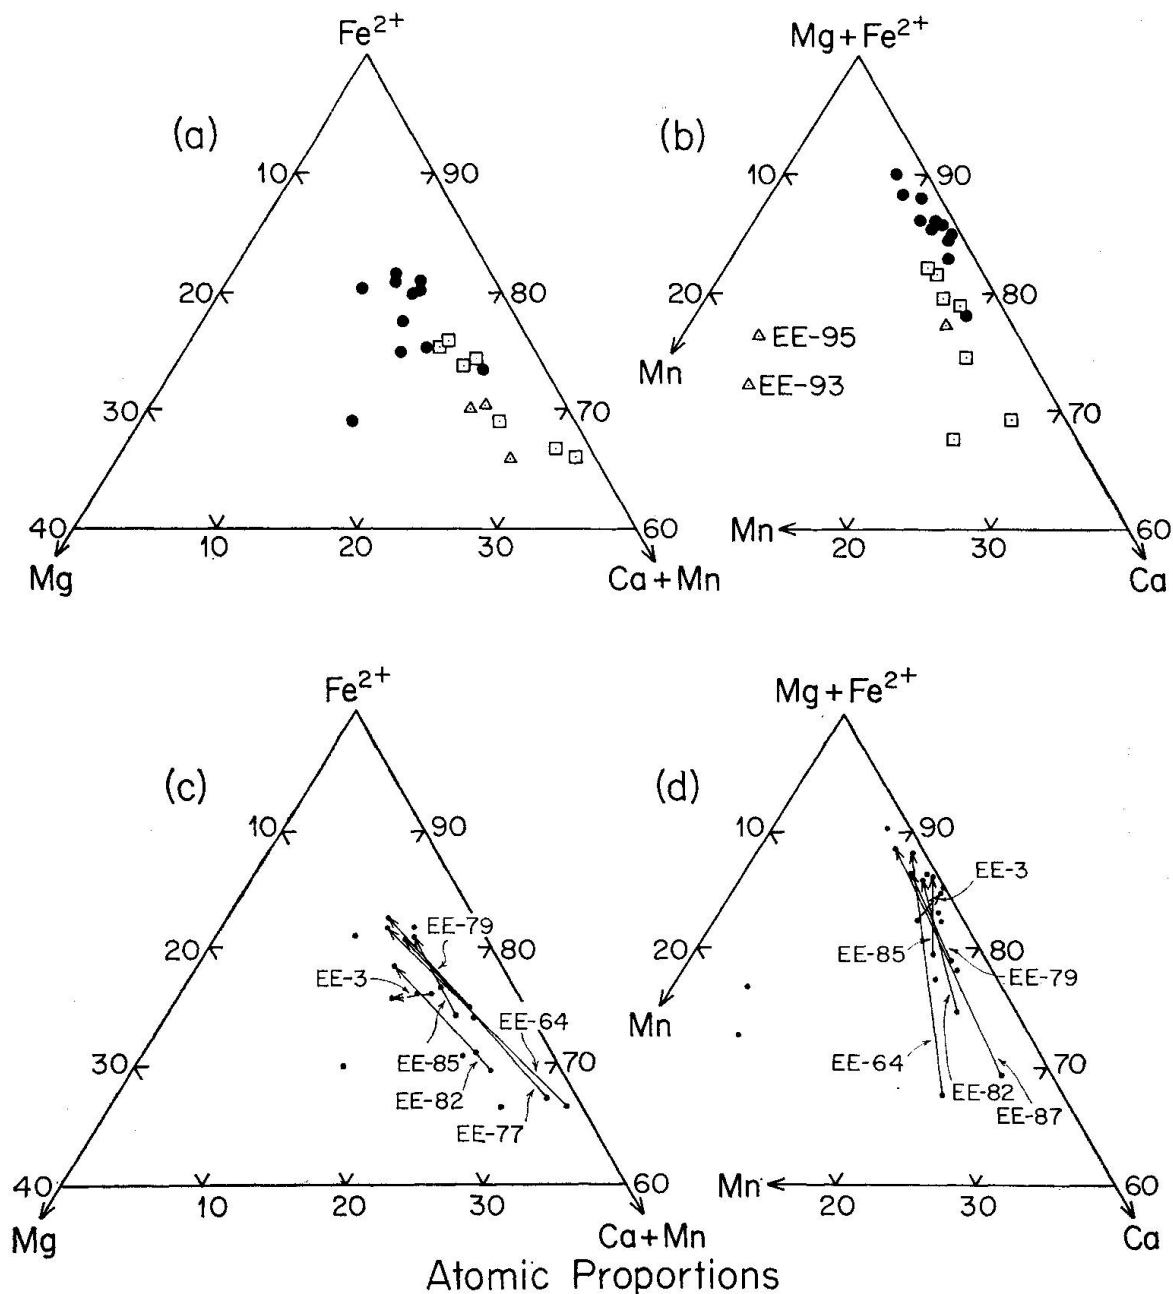 Fe²⁺
Mg+Fe²⁺
(a)
(b)
10
90
10
90
20
80
20
80
EE-95
Mn
EE-93
30
70
70
40
10
20
30
60
Mn
20
30
60
Mg
Ca+Mn
Ca
Fe²⁺
Mg+Fe²⁺
(c)
(d)
10
90
10
90
EE-3
EE-79
20
80
20
80
EE-3
EE-85
EE-79
EE-64
Mn
30
EE-85
70
EE-64
70
EE-82
EE-82
EE-87
EE-77
40
10
20
30
60
Mn
20
30
60
Mg
Ca+Mn
Ca
Atomic Proportions